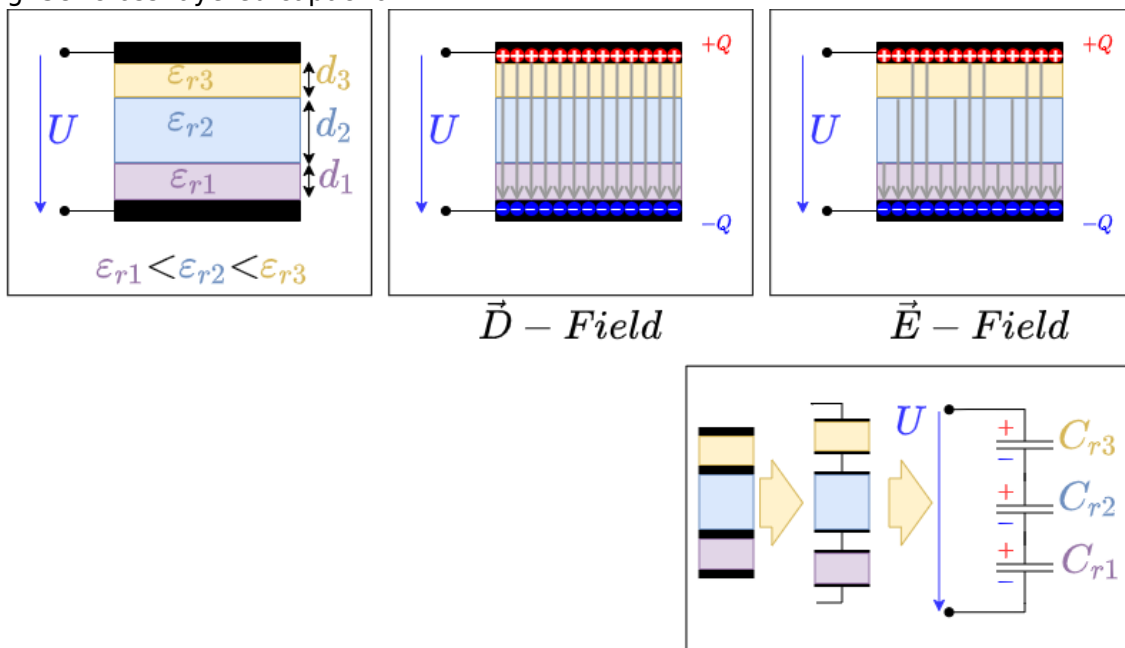 U
εr3
d3
εr2
d2
εr1
d1
εr1<εr2<εr3
U
+Q
−Q
U
+Q
−Q
D⃗ − Field
E⃗ − Field
U
+
−
Cr3
+
−
Cr2
+
−
Cr1